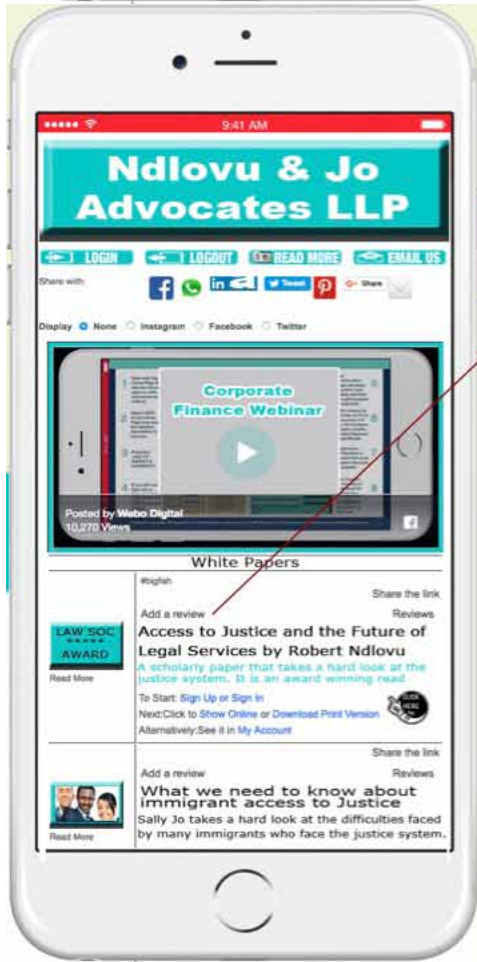 9:41 AM
Ndlovu & Jo
Advocates LLP
LOGIN LOGOUT READ MORE EMAIL US
Share with:
in Tweet G+ Share
Display None Instagram Facebook Twitter
Corporate
Finance Webinar
Posted by Webo Digital
10,270 Views
White Papers
#bigfish
Share the link
Add a review Reviews
LAW SOC
AWARD
Read More
Access to Justice and the Future of
Legal Services by Robert Ndlovu
A scholarly paper that takes a hard look at the
justice system. It is an award winning read
To Start: Sign Up or Sign In
Next:Click to Show Online or Download Print Version
Alternatively:See it in My Account
CLICK
HERE
Share the link
Add a review Reviews
Read More
What we need to know about
immigrant access to Justice
Sally Jo takes a hard look at the difficulties faced
by many immigrants who face the justice system.